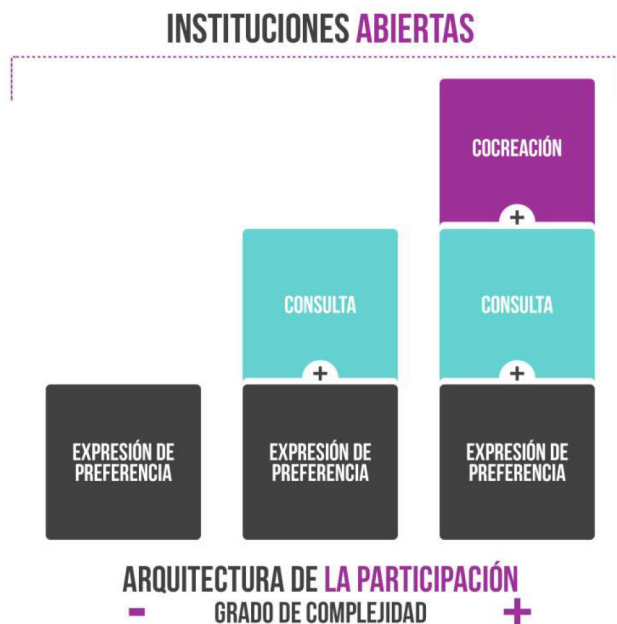 INSTITUCIONES ABIERTAS
COCREACIÓN
+
CONSULTA
CONSULTA
+
+
EXPRESIÓN DE
PREFERENCIA
EXPRESIÓN DE
PREFERENCIA
EXPRESIÓN DE
PREFERENCIA
ARQUITECTURA DE LA PARTICIPACIÓN
- GRADO DE COMPLEJIDAD +